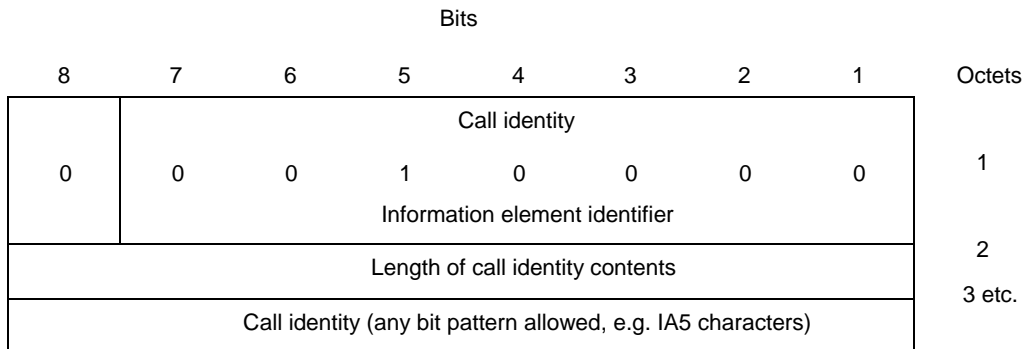 Bits
8 7 6 5 4 3 2 1 Octets
Call identity
0 0 0 1 0 0 0 0 1
Information element identifier
Length of call identity contents 2
Call identity (any bit pattern allowed, e.g. IA5 characters) 3 etc.